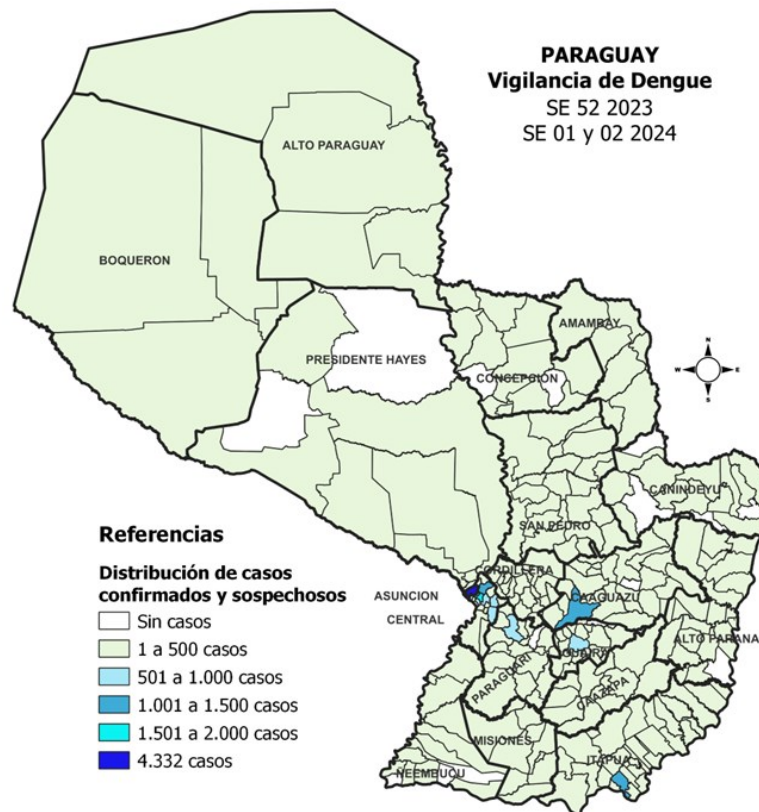 PARAGUAY
Vigilancia de Dengue
SE 52 2023
SE 01 y 02 2024
ALTO PARAGUAY
BOQUERON
AMAMBAY
PRESIDENTE HAYES
CONCEPCIÓN
N
W
E
S
CANINDEYU
SAN PEDRO
Referencias
CORDILLERA
Distribución de casos
confirmados y sospechosos
ASUNCION
CAAGUAZU
CENTRAL
Sin casos
1 a 500 casos
ALTO PARANA
GUAIRA
501 a 1.000 casos
PARAGUARI
CAAZAPA
1.001 a 1.500 casos
1.501 a 2.000 casos
MISIONES
4.332 casos
ITAPUA
ÑEEMBUCU